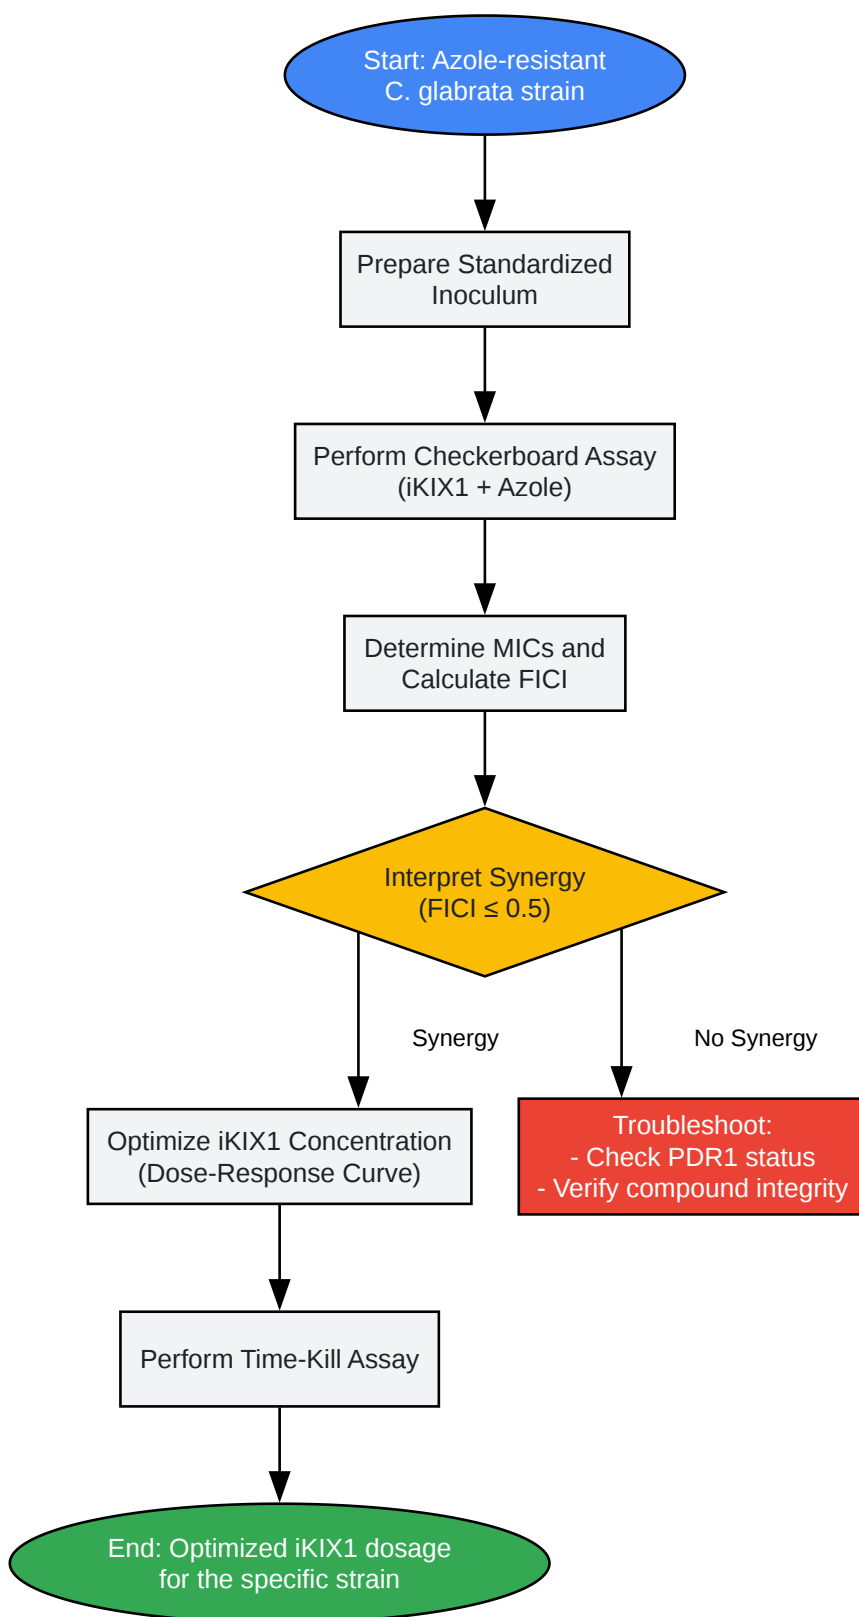 Start: Azole-resistant
C. glabrata strain
Prepare Standardized
Inoculum
Perform Checkerboard Assay
(iKIX1 + Azole)
Determine MICs and
Calculate FICI
Interpret Synergy
(FICI ≤ 0.5)
Synergy
No Synergy
Optimize iKIX1 Concentration
(Dose-Response Curve)
Troubleshoot:
- Check PDR1 status
- Verify compound integrity
Perform Time-Kill Assay
End: Optimized iKIX1 dosage
for the specific strain